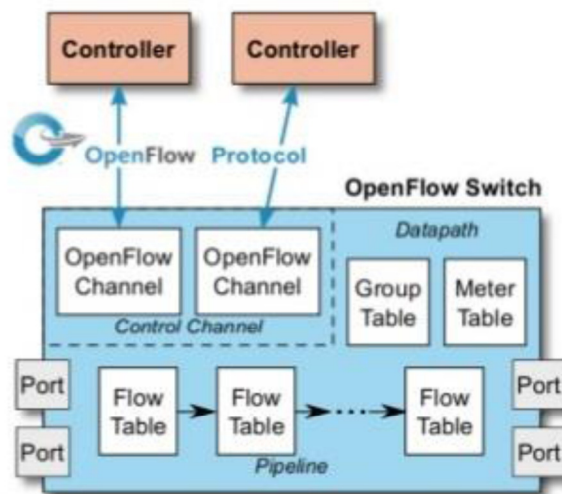 Controller
Controller
OpenFlow Protocol
OpenFlow Switch
Datapath
OpenFlow
Channel
OpenFlow
Channel
Control Channel
Group
Table
Meter
Table
Port
Port
Flow
Table
Flow
Table
Flow
Table
Pipeline
Port
Port